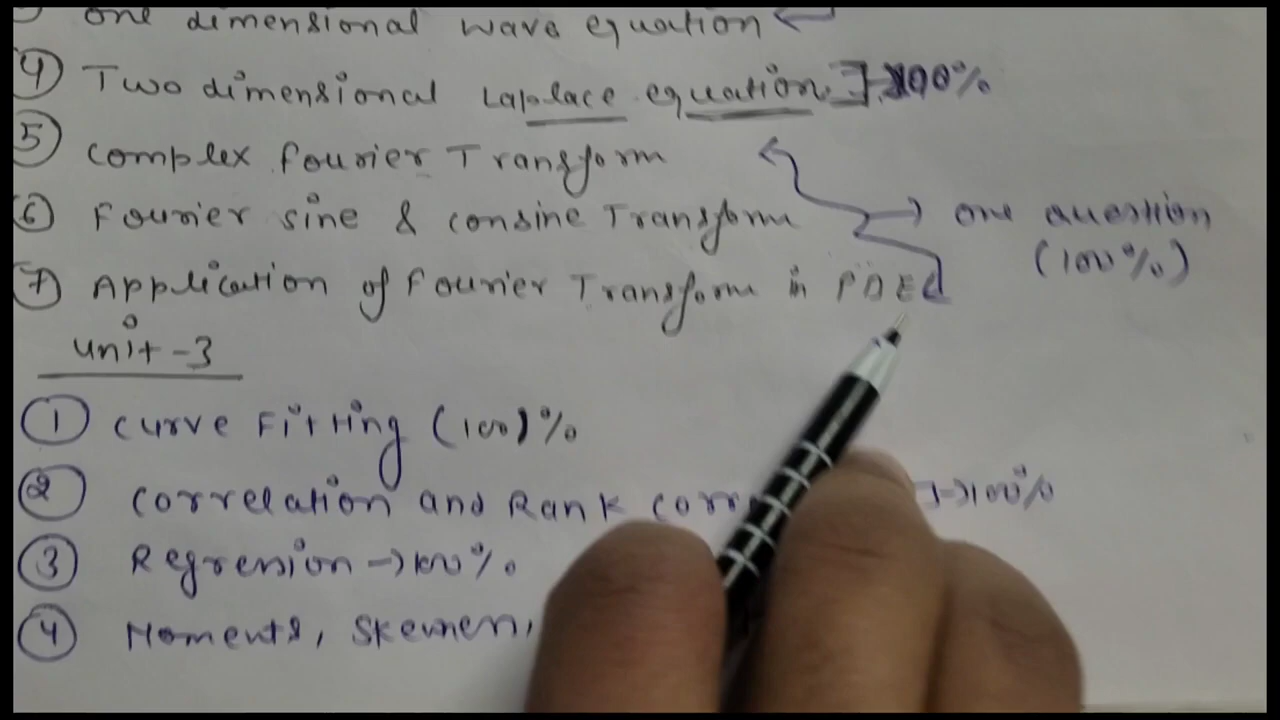 one dimensional wave equation ←
④ Two dimensional Laplace equation ] → 100%
⑤ Complex Fourier Transform
⑥ Fourier sine & consine Transform → one question (100%)
⑦ Application of Fourier Transform in PDE
Unit-3
① Curve Fitting (100)%
② Correlation and Rank corr → 100%
③ Regression → 100%
④ Moments, Skewnen,